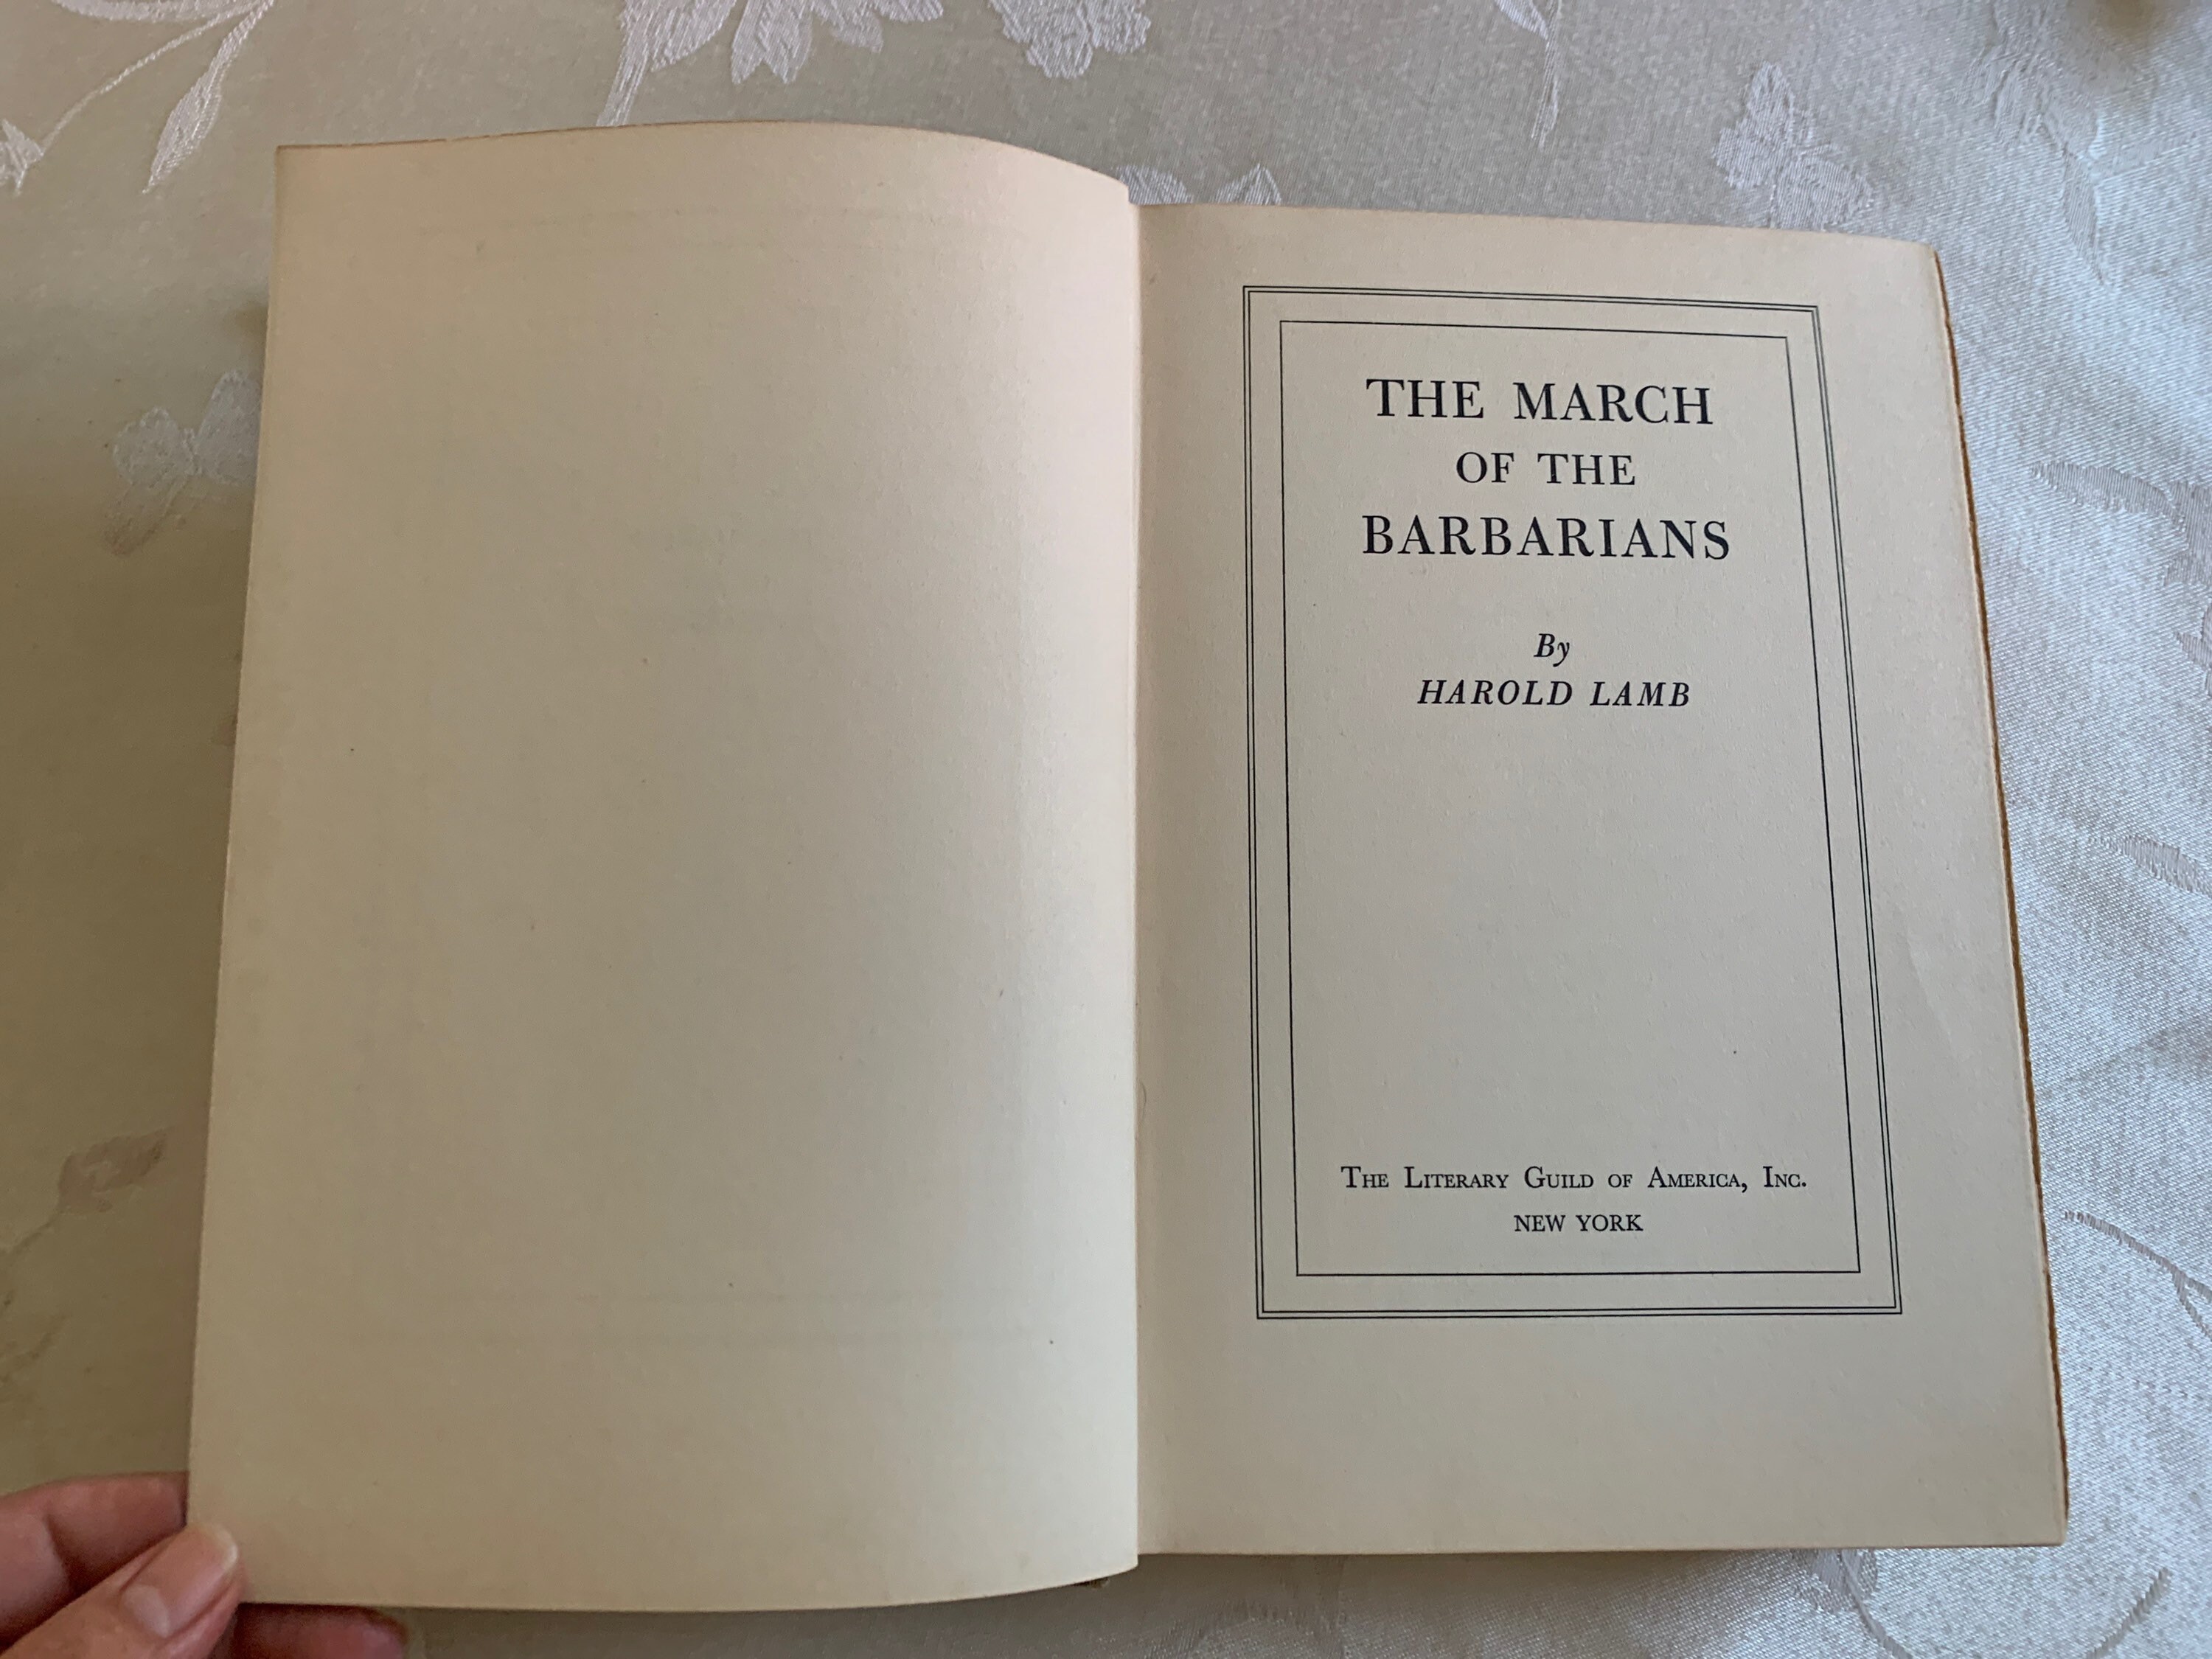 THE MARCH
OF THE
BARBARIANS
By
HAROLD LAMB
THE LITERARY GUILD OF AMERICA, INC.
NEW YORK